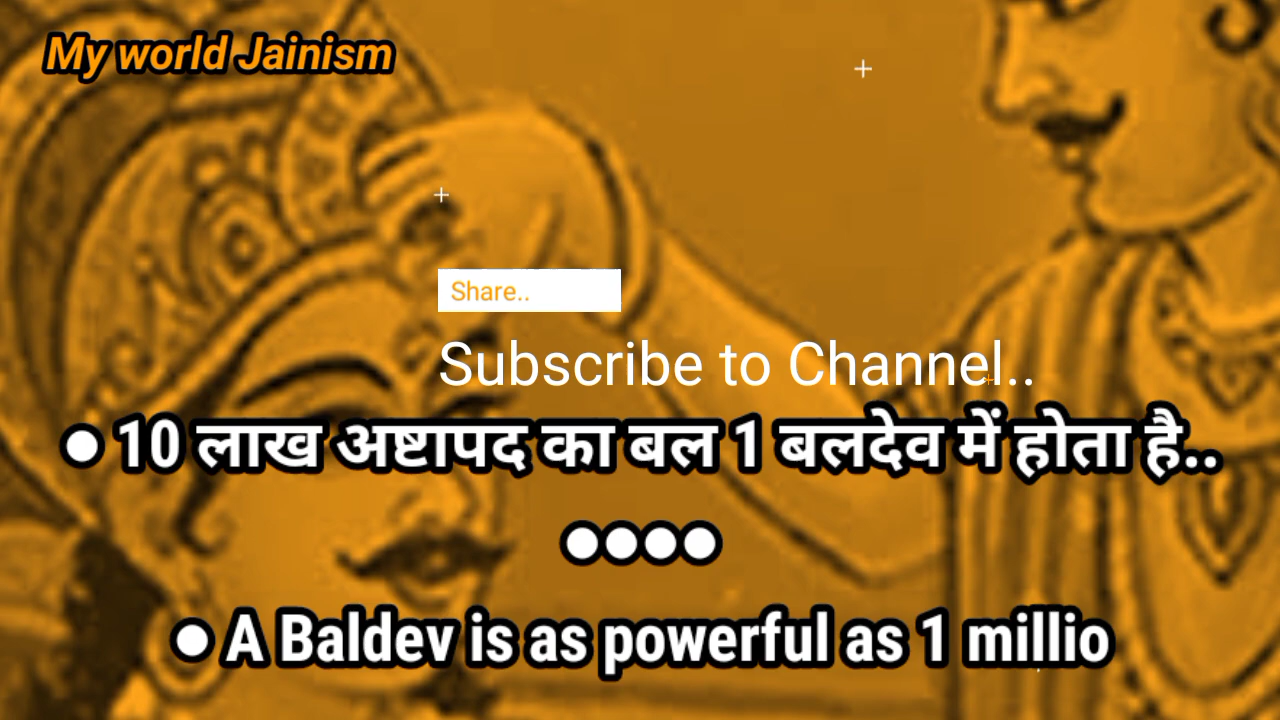 My world Jainism
Share..
Subscribe to Channel..
● 10 लाख अष्टापद का बल 1 बलदेव में होता है..
●●●●
● A Baldev is as powerful as 1 millio